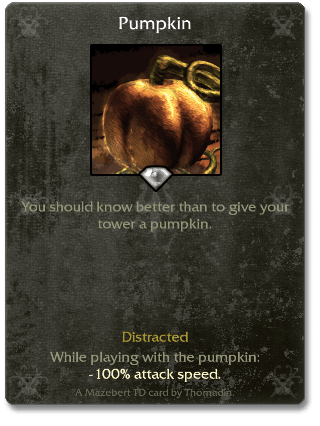 Pumpkin
You should know better than to give your
tower a pumpkin.
Distracted
While playing with the pumpkin:
-100% attack speed.
A Mazebert TD card by Thomadin.